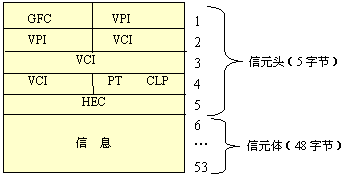 GFC VPI 1
VPI VCI 2
VCI 3
VCI PT CLP 4
HEC 5
信元头（5字节）
信 息 6
… 
53
信元体（48字节）